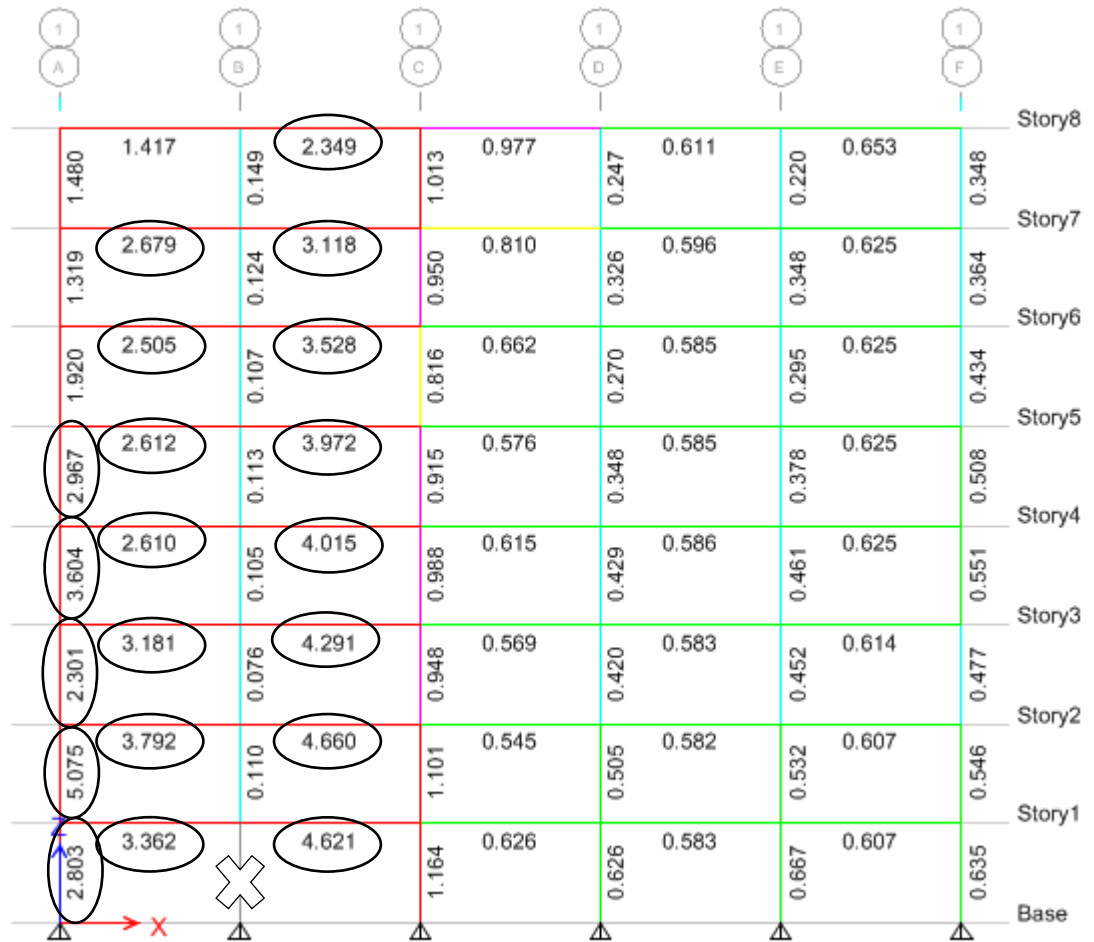 1 1 1 1 1 1
A B C D E F
Story8
1.417 2.349 0.977 0.611 0.653
1.480 0.149 1.013 0.247 0.220 0.348
Story7
2.679 3.118 0.810 0.596 0.625
1.319 0.124 0.950 0.326 0.348 0.364
Story6
2.505 3.528 0.662 0.585 0.625
1.920 0.107 0.816 0.270 0.295 0.434
Story5
2.612 3.972 0.576 0.585 0.625
2.967 0.113 0.915 0.348 0.378 0.508
Story4
2.610 4.015 0.615 0.586 0.625
3.604 0.105 0.988 0.429 0.461 0.551
Story3
3.181 4.291 0.569 0.583 0.614
2.301 0.076 0.948 0.420 0.452 0.477
Story2
3.792 4.660 0.545 0.582 0.607
5.075 0.110 1.101 0.505 0.532 0.546
Story1
Z
3.362 4.621 0.626 0.583 0.607
2.803 1.164 0.626 0.667 0.635
Base
X